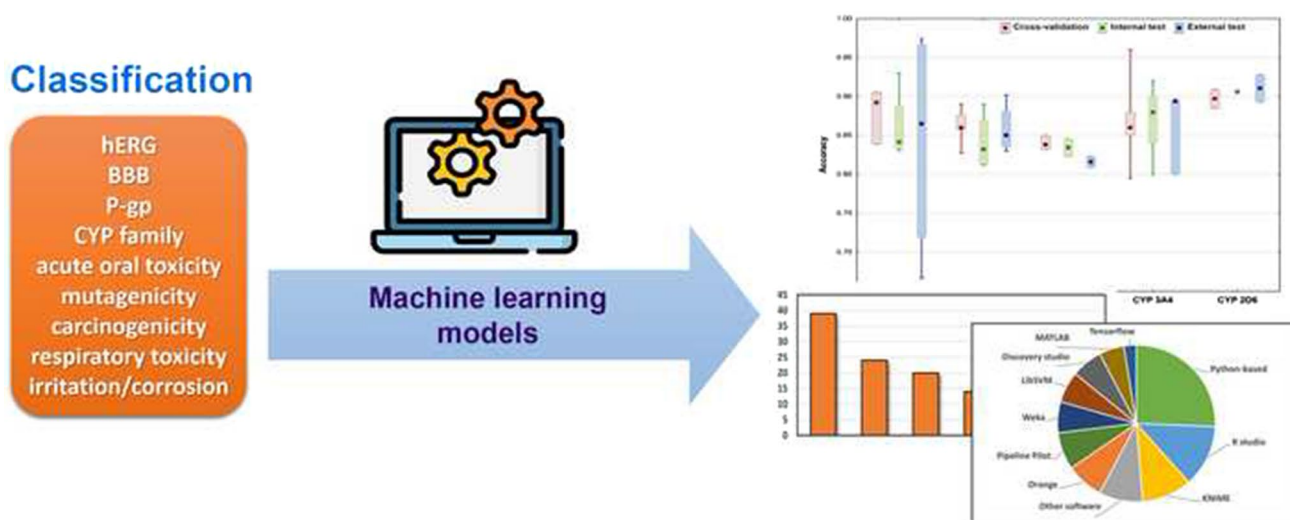 Classification
hERG
BBB
P-gp
CYP family
acute oral toxicity
mutagenicity
carcinogenicity
respiratory toxicity
irritation/corrosion
Machine learning
models
1.00
Cross-validation
Internal test
External test
Accuracy
CYP 3A4
CYP 2D6
45
40
35
30
25
20
15
10
5
0
Tensorflow
MATLAB
Discovery studio
LibSVM
Weka
Pipeline Pilot
Orange
Other software
KNIME
R studio
Python-based